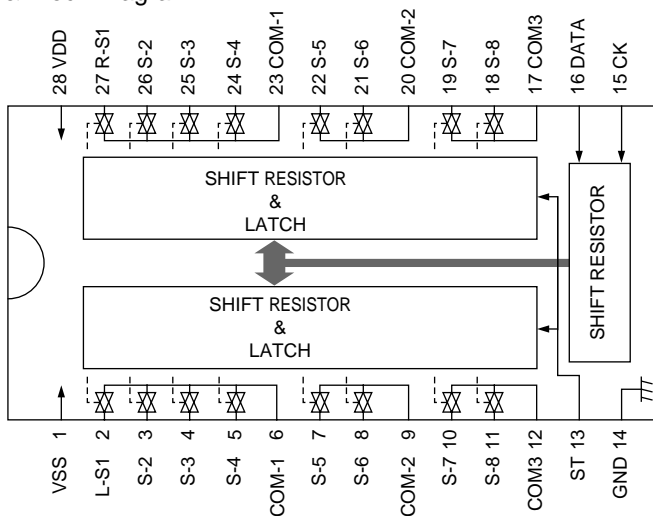 28 VDD
27 R-S1
26 S-2
25 S-3
24 S-4
23 COM-1
22 S-5
21 S-6
20 COM-2
19 S-7
18 S-8
17 COM3
16 DATA
15 CK
SHIFT RESISTOR
&
LATCH
SHIFT RESISTOR
SHIFT RESISTOR
&
LATCH
VSS 1
L-S1 2
S-2 3
S-3 4
S-4 5
COM-1 6
S-5 7
S-6 8
COM-2 9
S-7 10
S-8 11
COM3 12
ST 13
GND 14